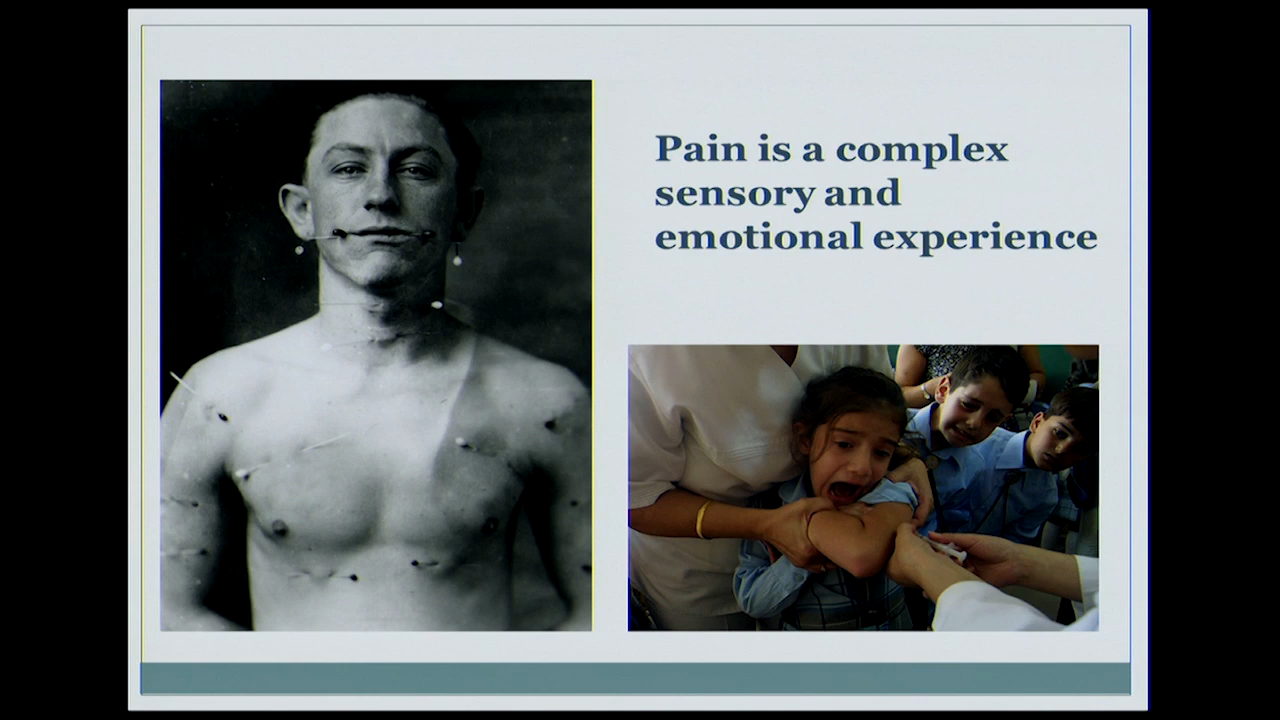 Pain is a complex
sensory and
emotional experience